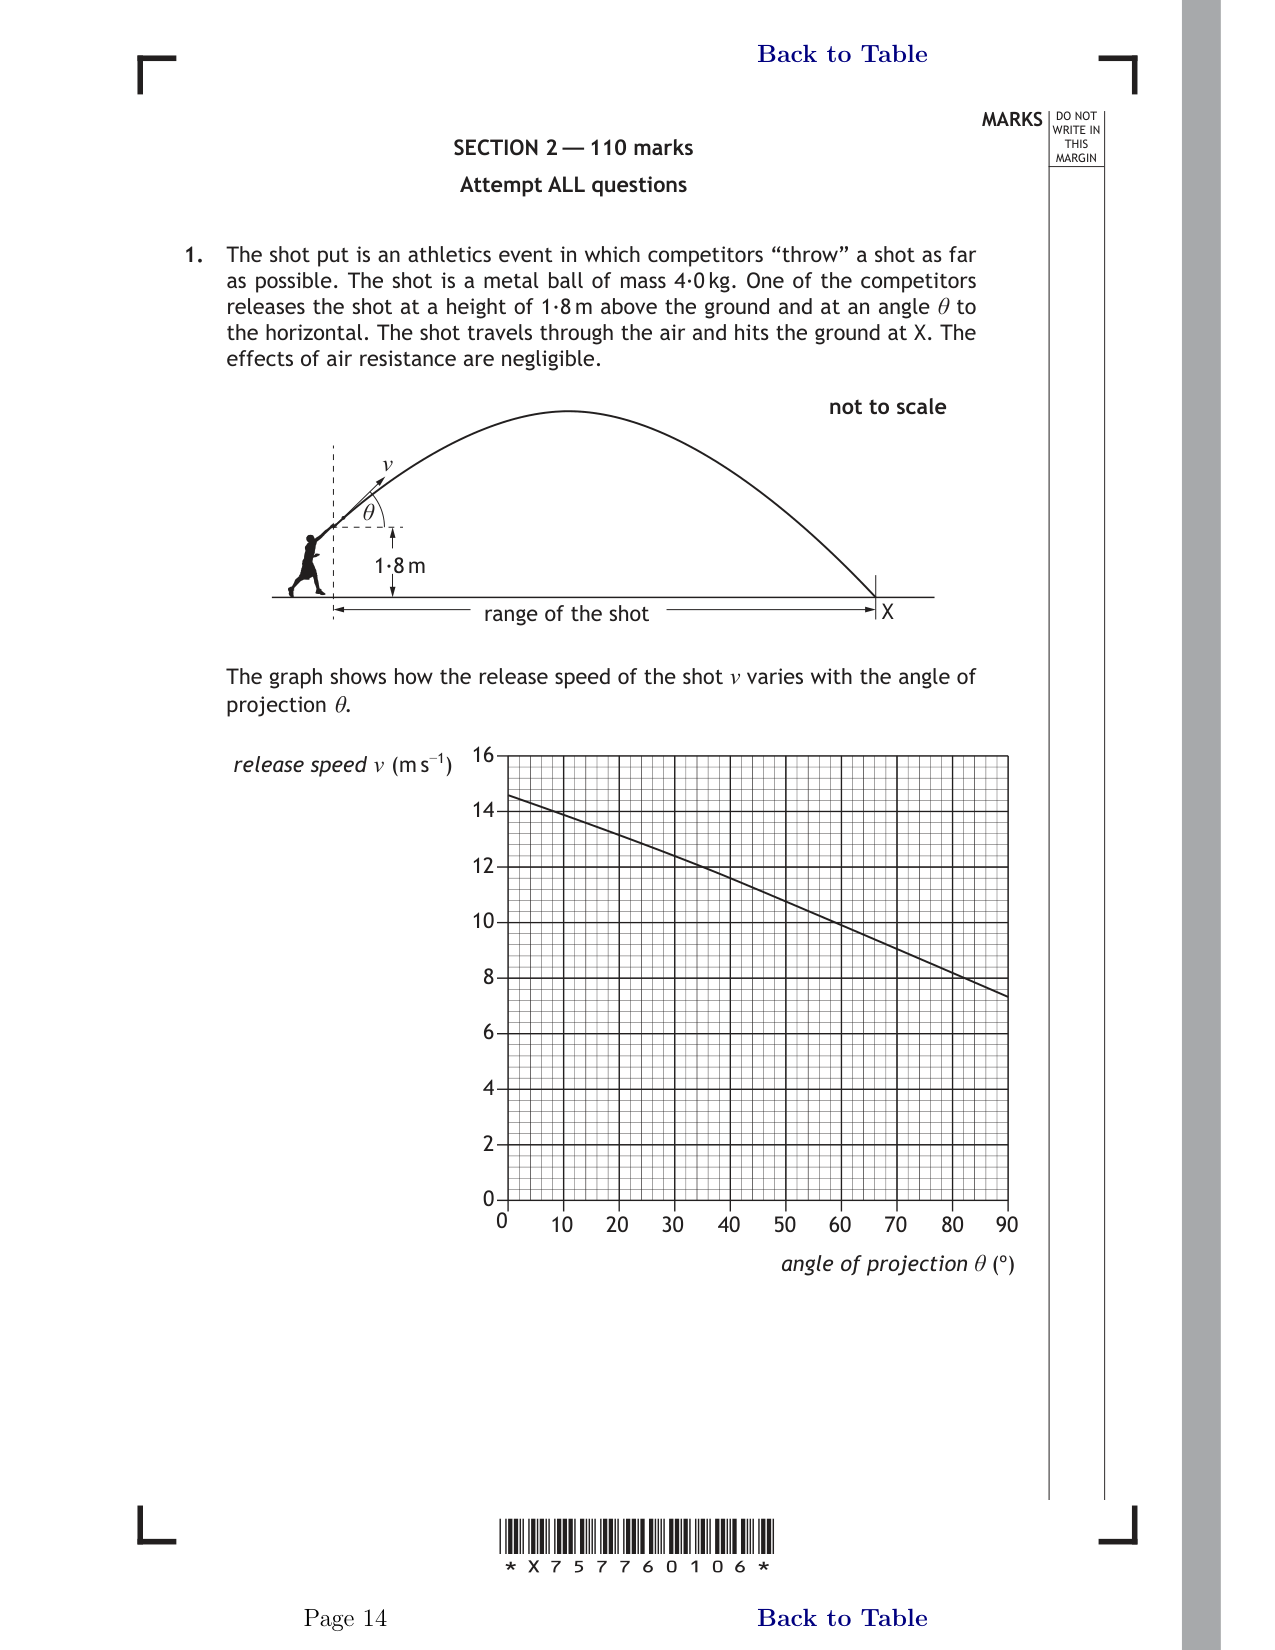 Back to Table
MARKS
DO NOT
WRITE IN
THIS
MARGIN
SECTION 2 — 110 marks
Attempt ALL questions
1. The shot put is an athletics event in which competitors “throw” a shot as far
as possible. The shot is a metal ball of mass 4·0 kg. One of the competitors
releases the shot at a height of 1·8 m above the ground and at an angle θ to
the horizontal. The shot travels through the air and hits the ground at X. The
effects of air resistance are negligible.
not to scale
v
θ
1·8 m
range of the shot
X
The graph shows how the release speed of the shot v varies with the angle of
projection θ.
release speed v (m s⁻¹)
16
14
12
10
8
6
4
2
0
0 10 20 30 40 50 60 70 80 90
angle of projection θ (°)
* X 7 5 7 7 6 0 1 0 6 *
Page 14
Back to Table